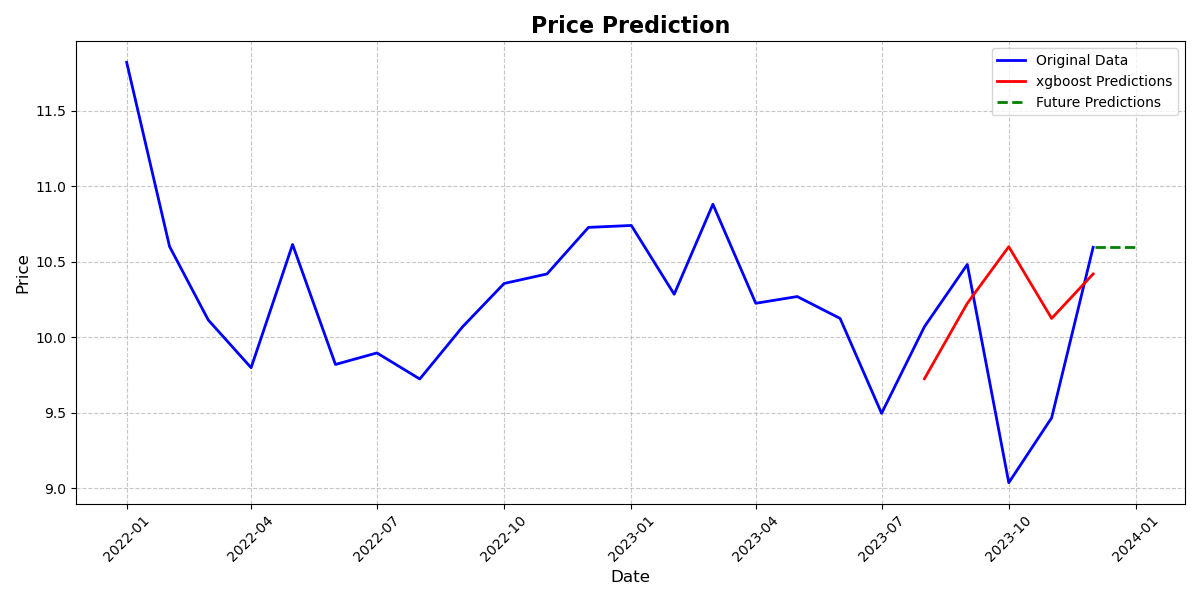 Price Prediction
Original Data
xgboost Predictions
Future Predictions
Price
11.5
11.0
10.5
10.0
9.5
9.0
2022-01
2022-04
2022-07
2022-10
2023-01
2023-04
2023-07
2023-10
2024-01
Date